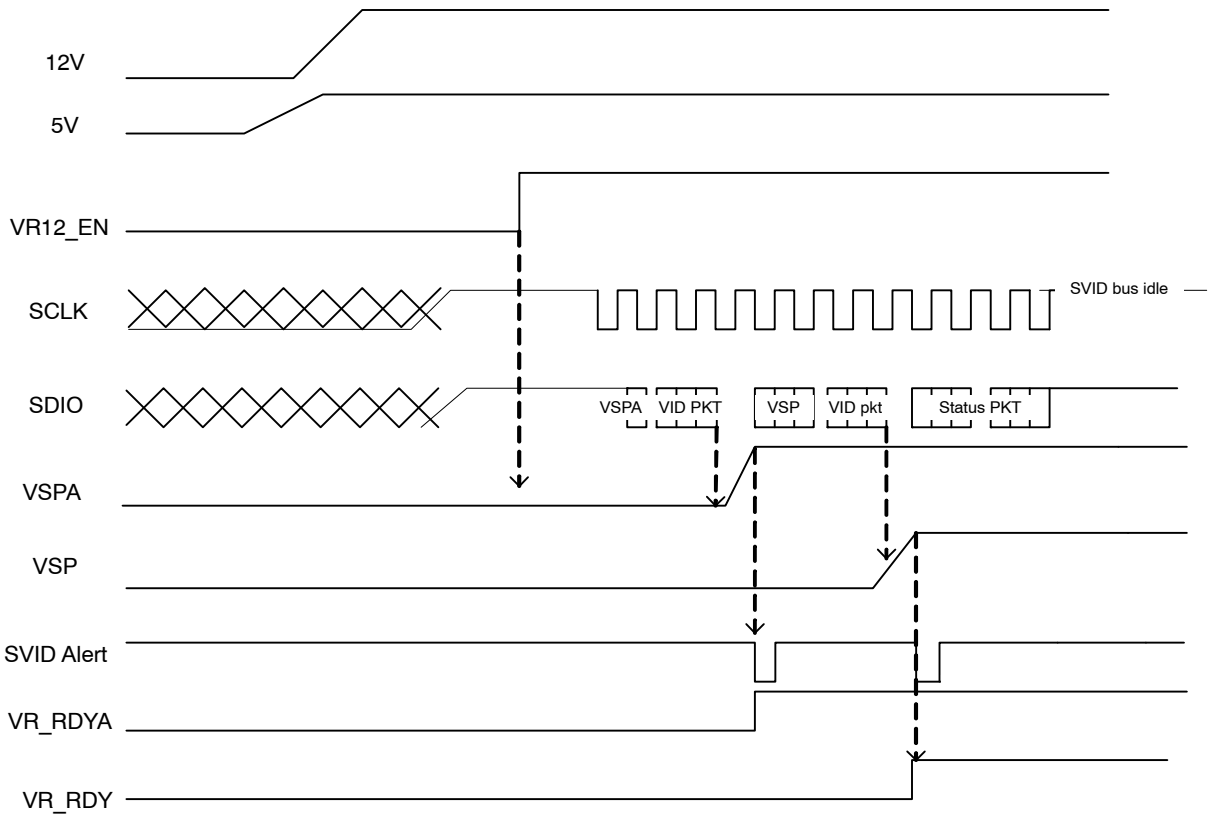 12V
5V
VR12_EN
SCLK
SVID bus idle
SDIO
VSPA VID PKT VSP VID pkt Status PKT
VSPA
VSP
SVID Alert
VR_RDYA
VR_RDY